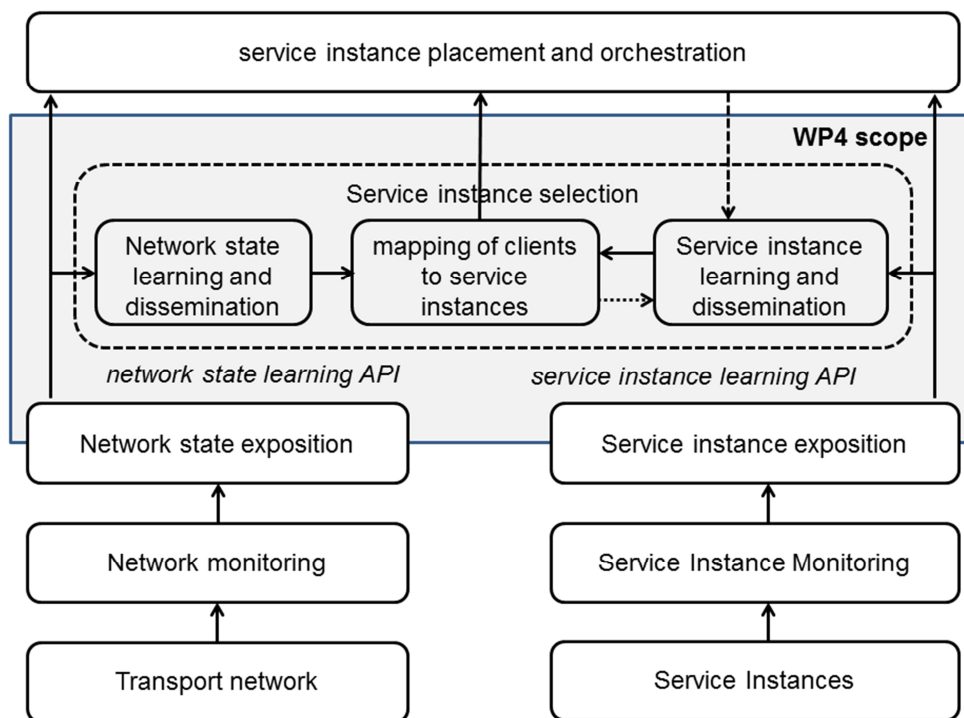 service instance placement and orchestration
WP4 scope
Service instance selection
Network state
learning and
dissemination
mapping of clients
to service
instances
Service instance
learning and
dissemination
network state learning API
service instance learning API
Network state exposition
Service instance exposition
Network monitoring
Service Instance Monitoring
Transport network
Service Instances